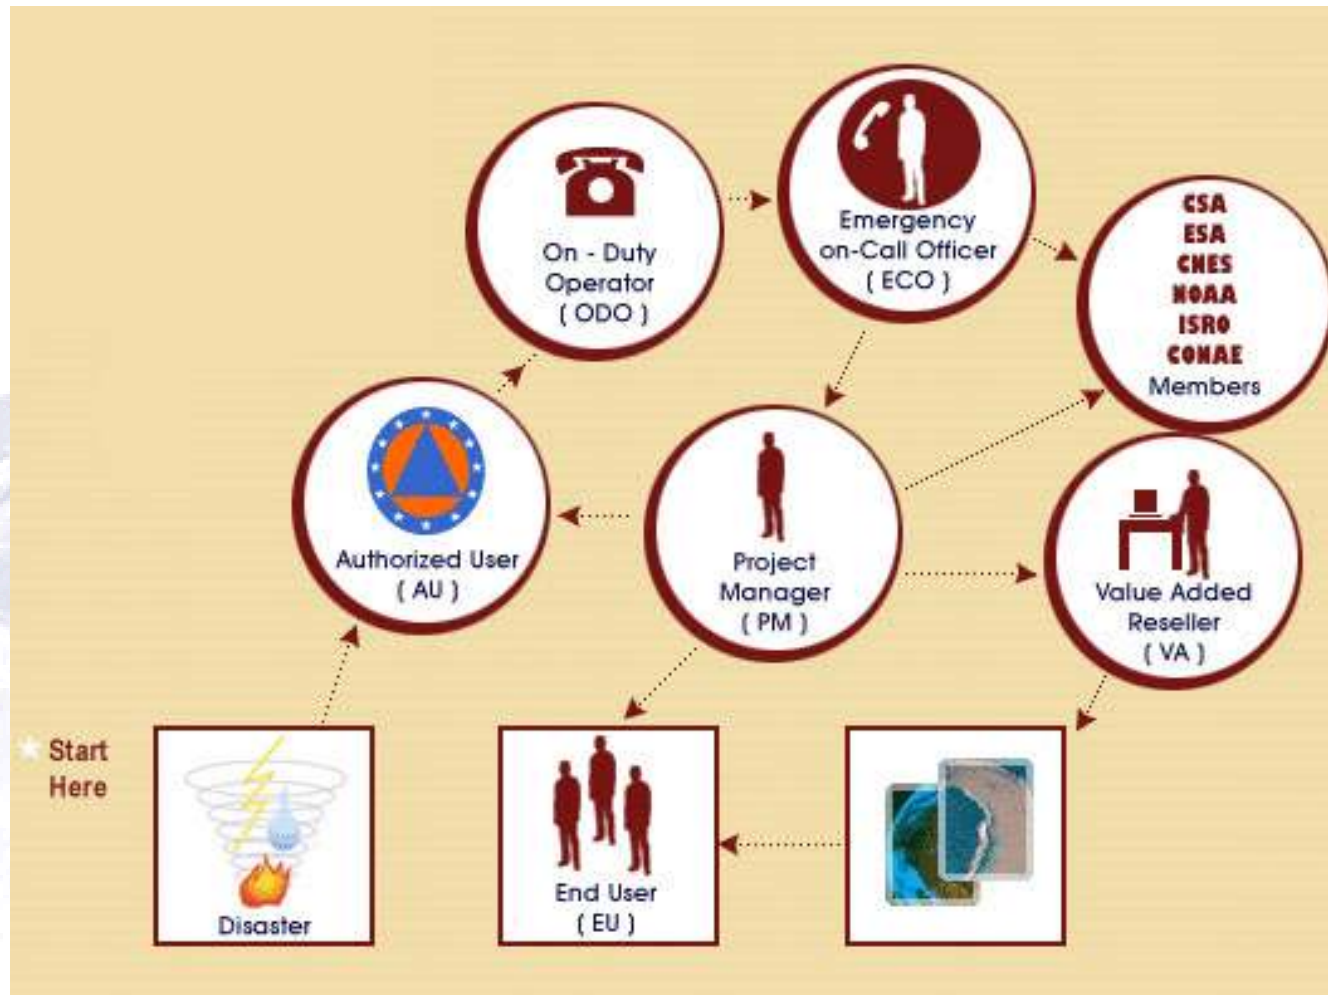 On - Duty
Operator
( ODO )
Emergency
on-Call Officer
( ECO )
CSA
ESA
CNES
NOAA
ISRO
CONAE
Members
Authorized User
( AU )
Project
Manager
( PM )
Value Added
Reseller
( VA )
Start
Here
Disaster
End User
( EU )